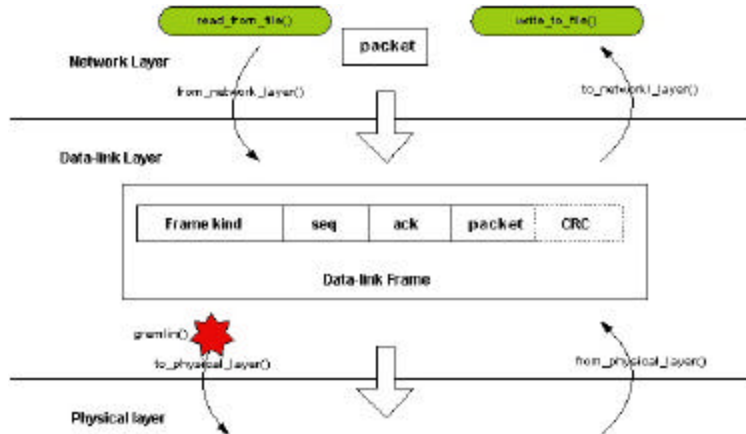 read_from_file()
write_to_file()
packet
Network Layer
from_network_layer()
to_networkl_layer()
Data-link Layer
Frame kind
seq
ack
packet
CRC
Data-link Frame
gremlin()
to_physical_layer()
from_physical_layer()
Physical layer